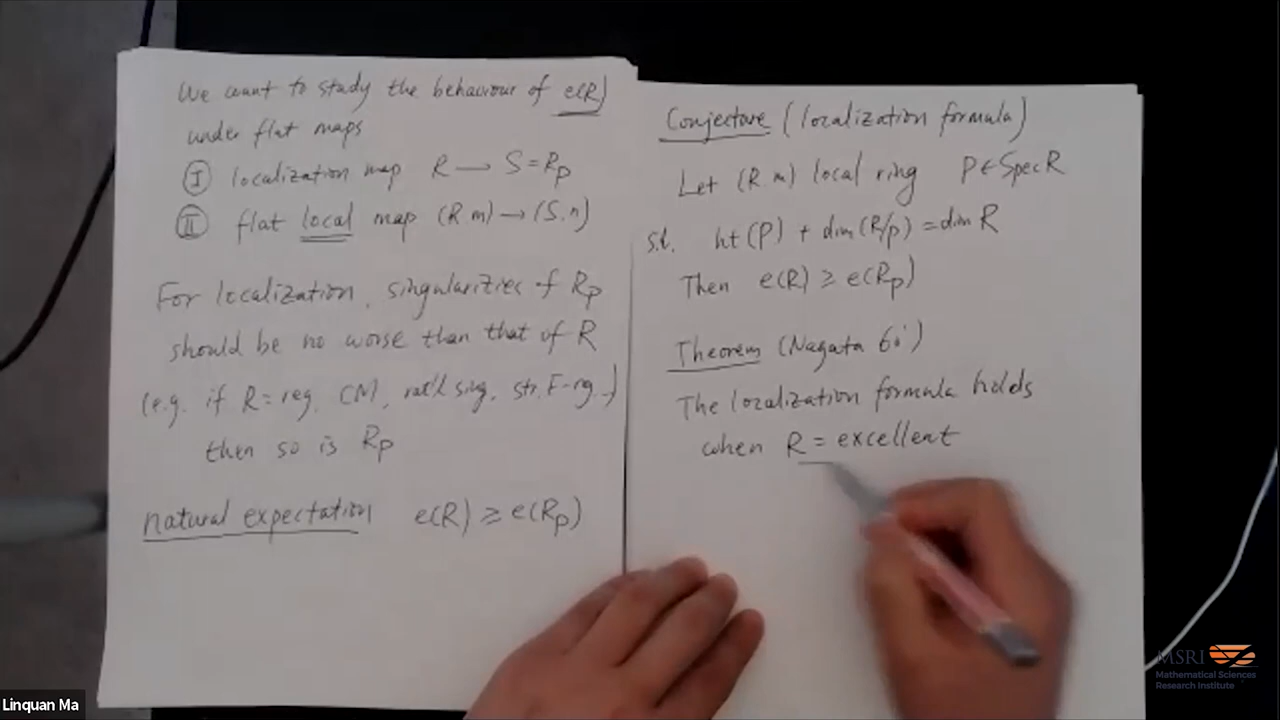 We want to study the behaviour of e(R)
under flat maps
Ⓘ localization map R → S = R_P
Ⓘ︎Ⓘ flat local map (R.m) → (S.n)
For localization, singularities of R_P
should be no worse than that of R
(e.g. if R = reg, CM, rat'l sing, str. F-reg..)
then so is R_P
natural expectation e(R) ≥ e(R_P)
Conjecture (localization formula)
Let (R.m) local ring P ∈ Spec R
s.t. ht(P) + dim(R/P) = dim R
Then e(R) ≥ e(R_P)
Theorem (Nagata 60')
The localization formula holds
when R = excellent
MSRI
Mathematical Sciences
Research Institute
Linquan Ma